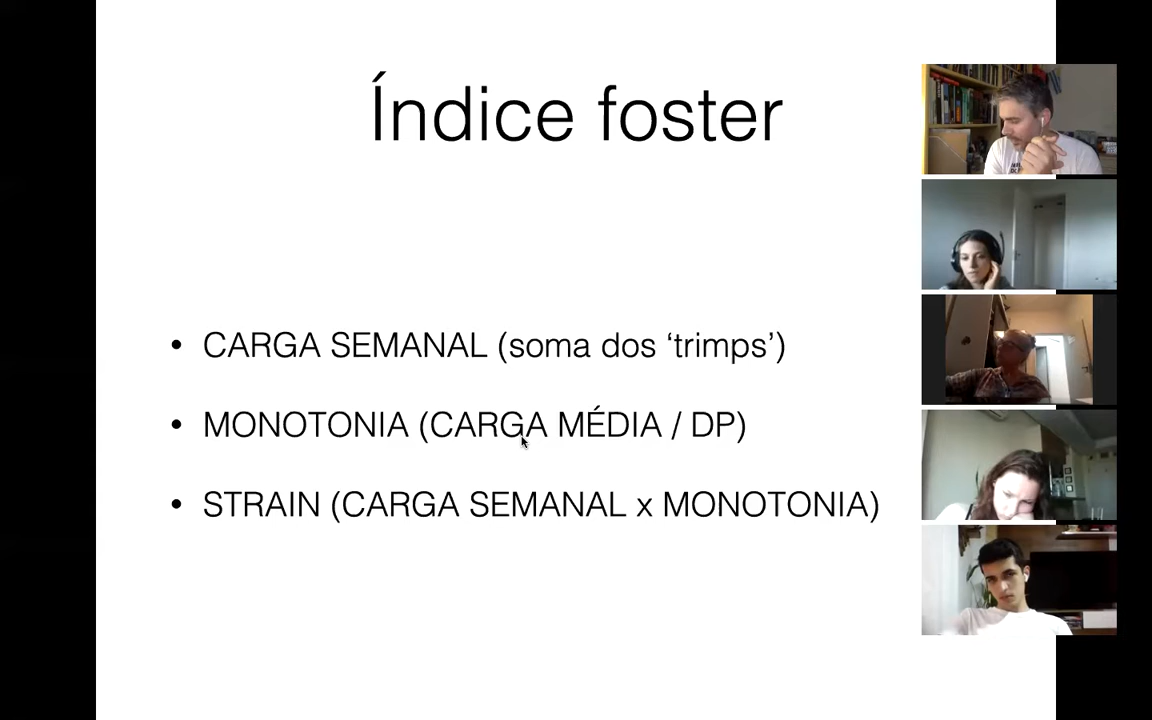 Índice foster
• CARGA SEMANAL (soma dos ‘trimps’)
• MONOTONIA (CARGA MÉDIA / DP)
• STRAIN (CARGA SEMANAL x MONOTONIA)